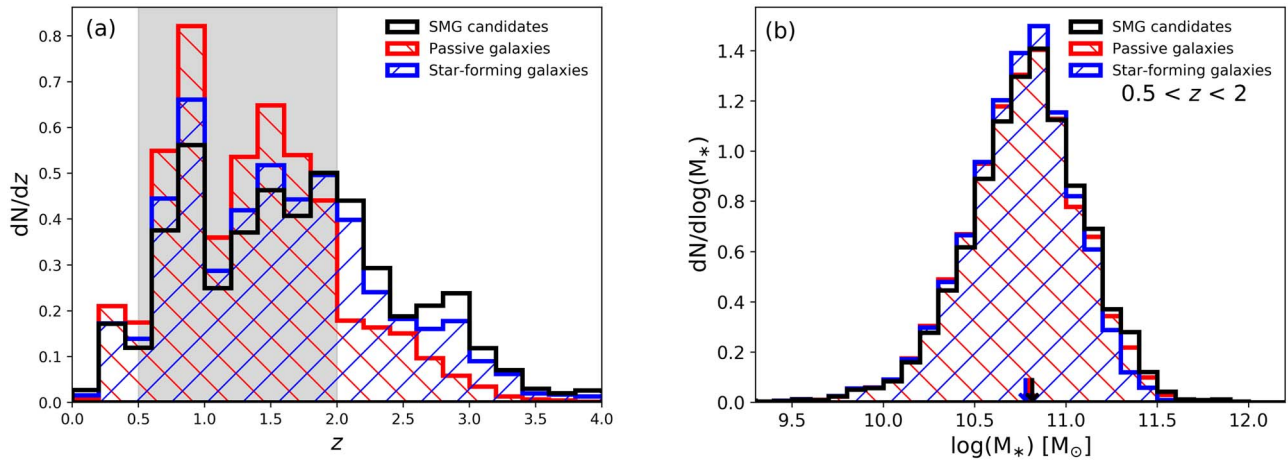 (a)
SMG candidates
Passive galaxies
Star-forming galaxies
dN/dz
0.8
0.7
0.6
0.5
0.4
0.3
0.2
0.1
0.0
0.0 0.5 1.0 1.5 2.0 2.5 3.0 3.5 4.0
z
(b)
SMG candidates
Passive galaxies
Star-forming galaxies
0.5 < z < 2
dN/dlog(M∗)
1.4
1.2
1.0
0.8
0.6
0.4
0.2
0.0
9.5 10.0 10.5 11.0 11.5 12.0
log(M∗) [M⊙]